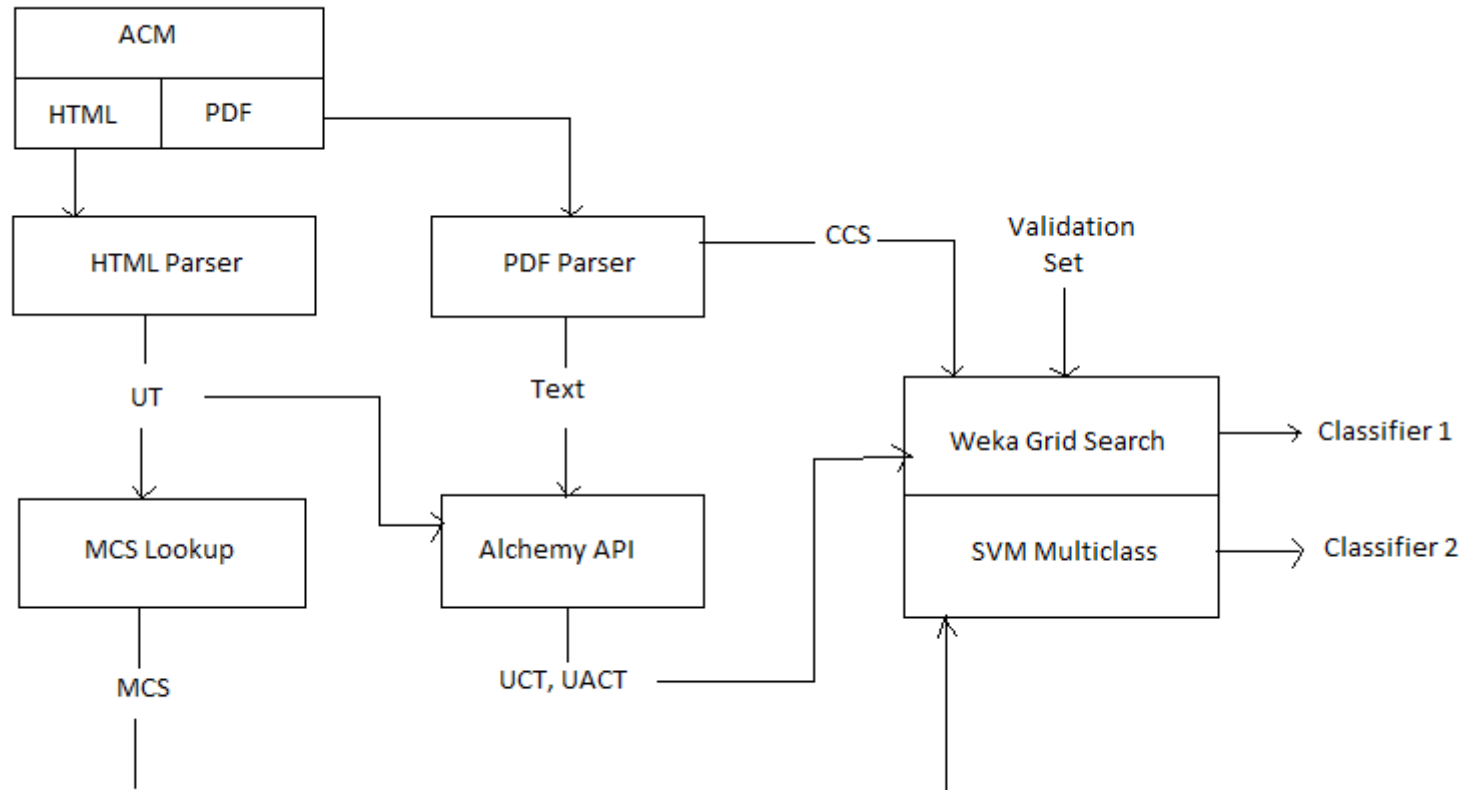 ACM
HTML
PDF
HTML Parser
PDF Parser
CCS
Validation
Set
UT
Text
Weka Grid Search
Classifier 1
MCS Lookup
Alchemy API
SVM Multiclass
Classifier 2
MCS
UCT, UACT